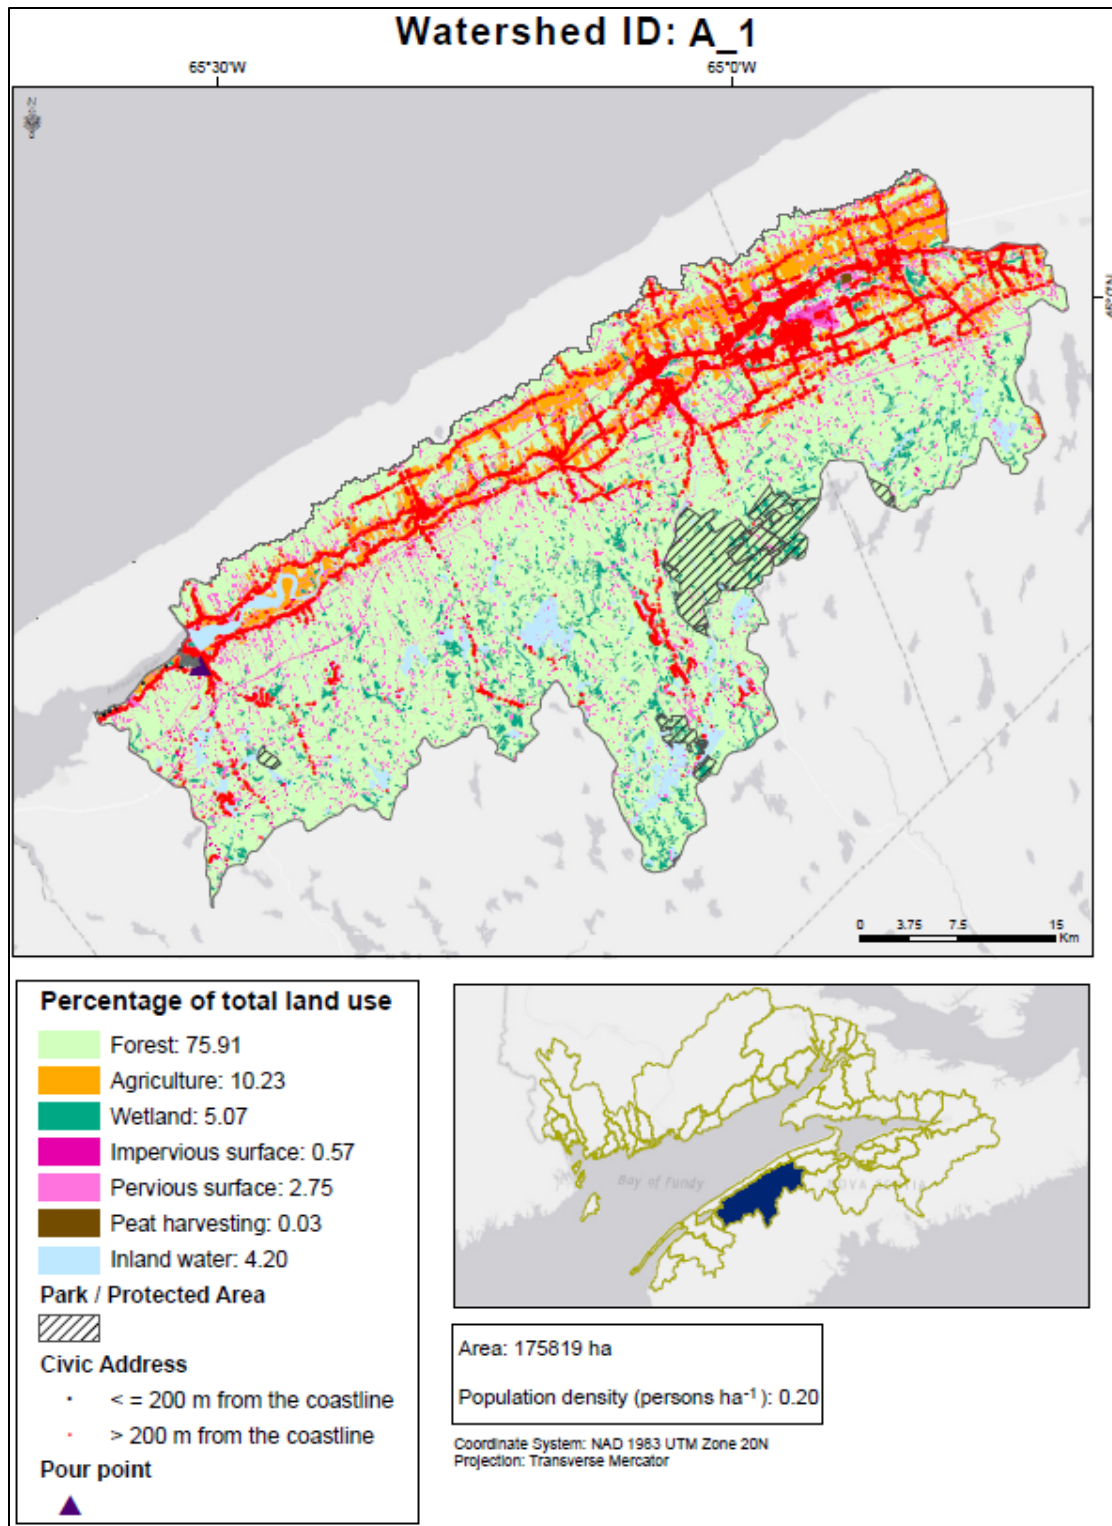 Watershed ID: A_1
65°30'W
65°0'W
N
45°0'N
0 3.75 7.5 15
Km
Percentage of total land use
Forest: 75.91
Agriculture: 10.23
Wetland: 5.07
Impervious surface: 0.57
Pervious surface: 2.75
Peat harvesting: 0.03
Inland water: 4.20
Park / Protected Area
Civic Address
< = 200 m from the coastline
> 200 m from the coastline
Pour point
Bay of Fundy
NOVA SCOTIA
Area: 175819 ha
Population density (persons ha⁻¹): 0.20
Coordinate System: NAD 1983 UTM Zone 20N
Projection: Transverse Mercator